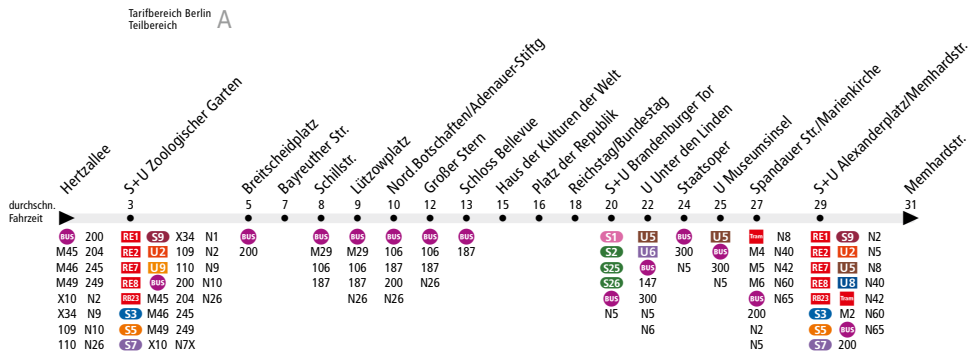 Tarifbereich Berlin
Teilbereich
A
Hertzallee
S+U Zoologischer Garten
Breitscheidplatz
Bayreuther Str.
Schillstr.
Lützowplatz
Nord.Botschaften/Adenauer-Stiftg
Großer Stern
Schloss Bellevue
Haus der Kulturen der Welt
Platz der Republik
Reichstag/Bundestag
S+U Brandenburger Tor
U Unter den Linden
Staatsoper
U Museumsinsel
Spandauer Str./Marienkirche
S+U Alexanderplatz/Memhardstr.
Memhardstr.
durchschn. 3 5 7 8 9 10 12 13 15 16 18 20 22 24 25 27 29 31
Fahrzeit
BUS 200
M45 204
M46 245
M49 249
X10 N2
X34 N9
109 N10
110 N26
RE1 S9 X34 N1
RE2 U2 109 N2
RE7 U9 110 N9
RE8 BUS 200 N10
RB23 M45 204 N26
S3 M46 245
S5 M49 249
S7 X10 N7X
BUS
200
BUS
M29
106
187
BUS
M29
106
187
N26
BUS
106
187
200
N26
BUS
106
187
N26
BUS
187
S1
S2
S25
S26
BUS
N5
U5
U6
BUS
147
300
N5
N6
BUS
300
N5
U5
BUS
300
N5
Tram N8
M4 N40
M5 N42
M6 N60
BUS N65
200
N2
N5
RE1 S9 N2
RE2 U2 N5
RE7 U5 N8
RE8 U8 N40
RB23 Tram N42
S3 M2 N60
S5 BUS N65
S7 200